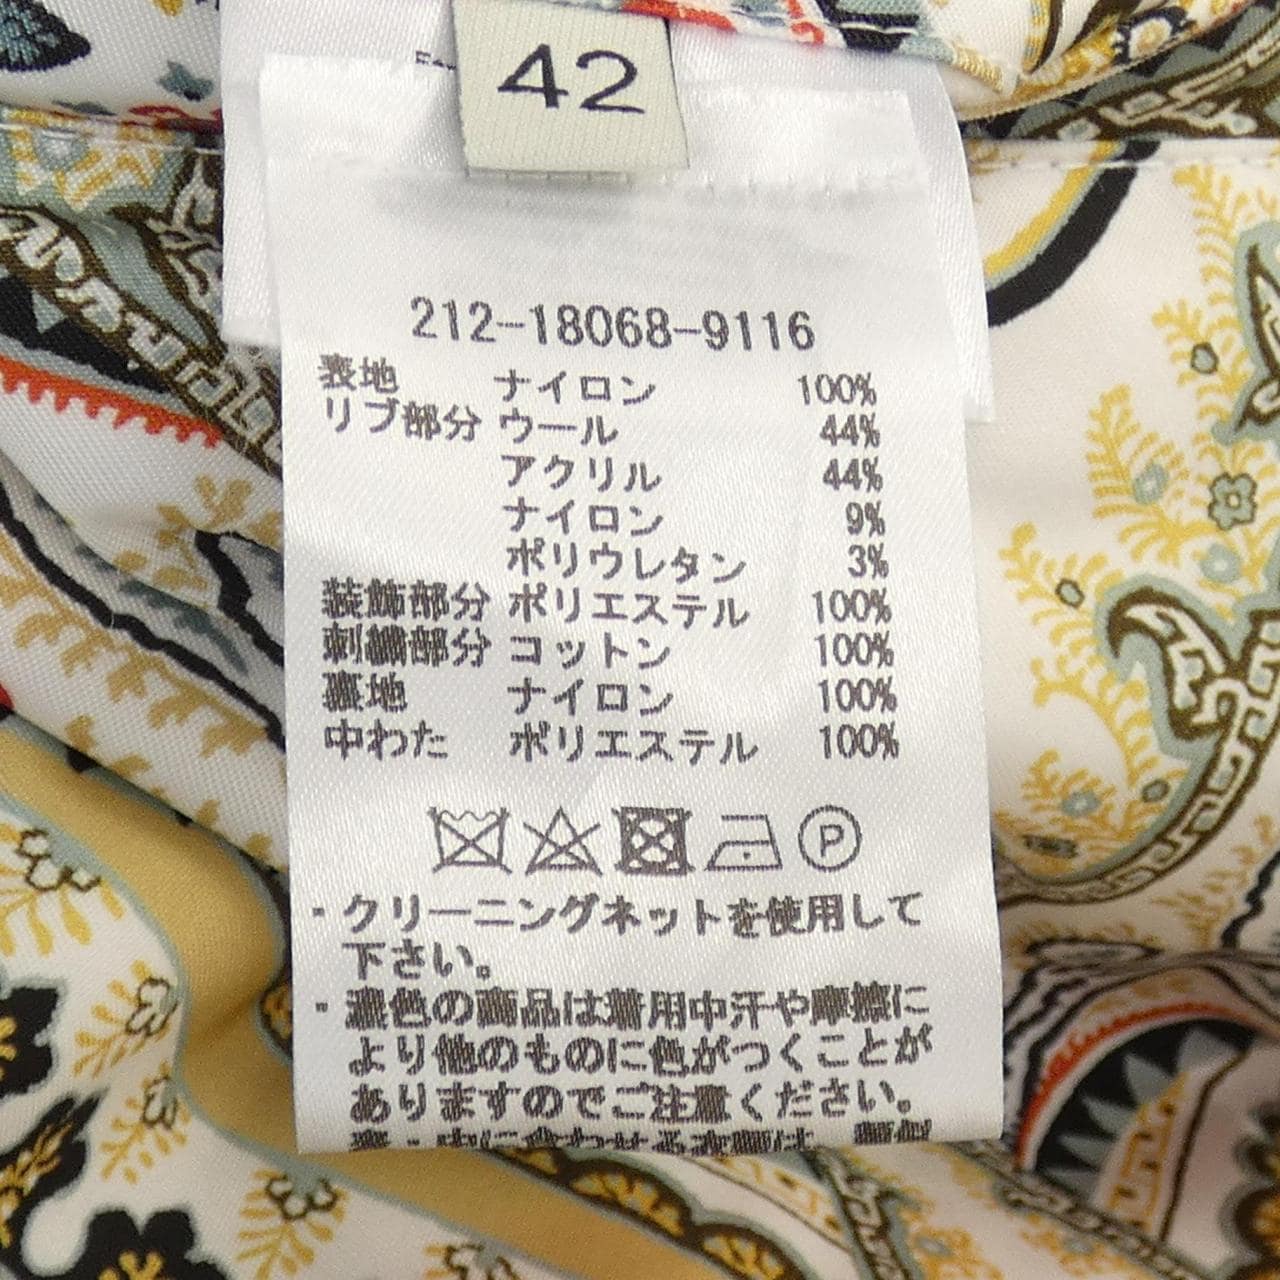 42
212-18068-9116
表地 ナイロン 100%
リブ部分 ウール 44%
アクリル 44%
ナイロン 9%
ポリウレタン 3%
装飾部分 ポリエステル 100%
刺繍部分 コットン 100%
裏地 ナイロン 100%
中わた ポリエステル 100%
P
・クリーニングネットを使用して
下さい。
・濃色の商品は着用中汗や摩擦に
より他のものに色がつくことが
ありますのでご注意ください。